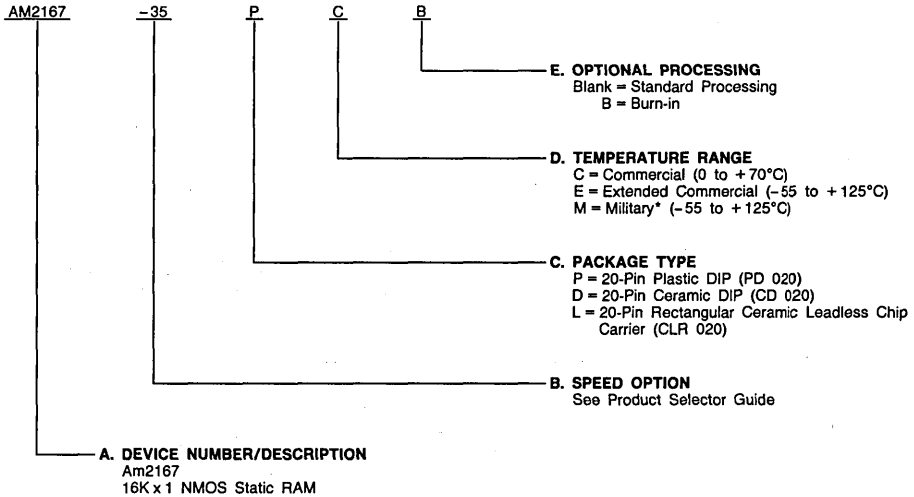 AM2167 -35 P C B
E. OPTIONAL PROCESSING
Blank = Standard Processing
B = Burn-in
D. TEMPERATURE RANGE
C = Commercial (0 to +70°C)
E = Extended Commercial (-55 to +125°C)
M = Military* (-55 to +125°C)
C. PACKAGE TYPE
P = 20-Pin Plastic DIP (PD 020)
D = 20-Pin Ceramic DIP (CD 020)
L = 20-Pin Rectangular Ceramic Leadless Chip
Carrier (CLR 020)
B. SPEED OPTION
See Product Selector Guide
A. DEVICE NUMBER/DESCRIPTION
Am2167
16K x 1 NMOS Static RAM